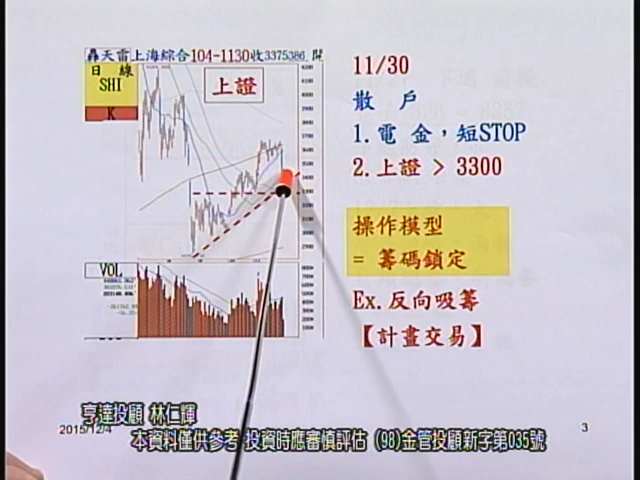 轟天雷上海綜合104-1130收3375386 開
日 線
SHI
K
上證
VOL
11/30
散 戶
1.電 金，短STOP
2.上證 > 3300
操作模型
= 籌碼鎖定
Ex.反向吸籌
【計畫交易】
亨達投顧 林仁輝
2015/12/4
3
本資料僅供參考 投資時應審慎評估 (98)金管投顧新字第035號